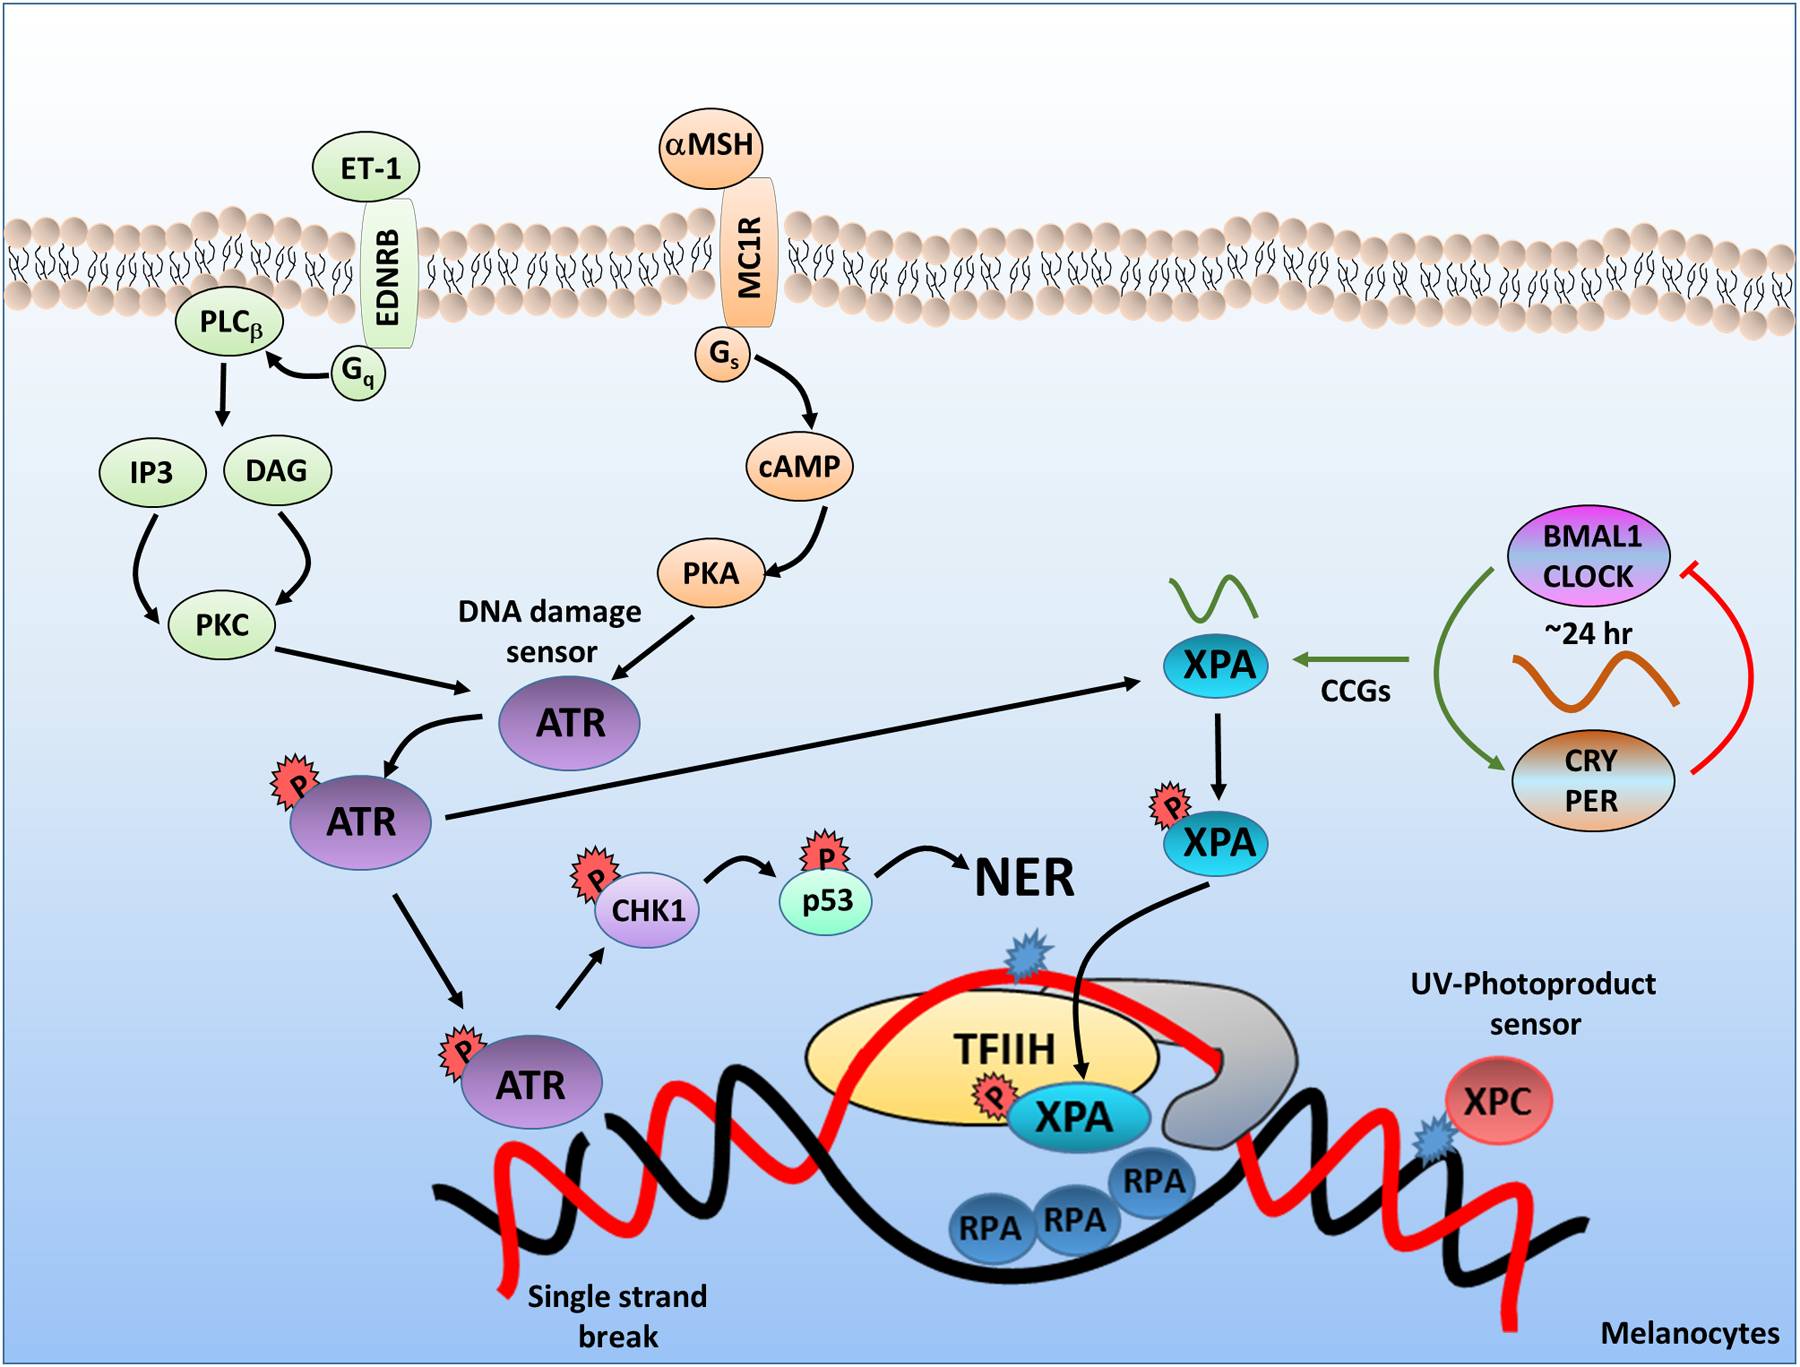 αMSH
ET-1
EDNRB
MC1R
PLCβ
Gq
Gs
IP3
DAG
cAMP
PKA
PKC
DNA damage
sensor
ATR
BMAL1
CLOCK
~24 hr
CRY
PER
CCGs
XPA
P
ATR
P
XPA
P
CHK1
P
p53
NER
P
ATR
TFIIH
P
XPA
RPA
RPA
RPA
UV-Photoproduct
sensor
XPC
Single strand
break
Melanocytes